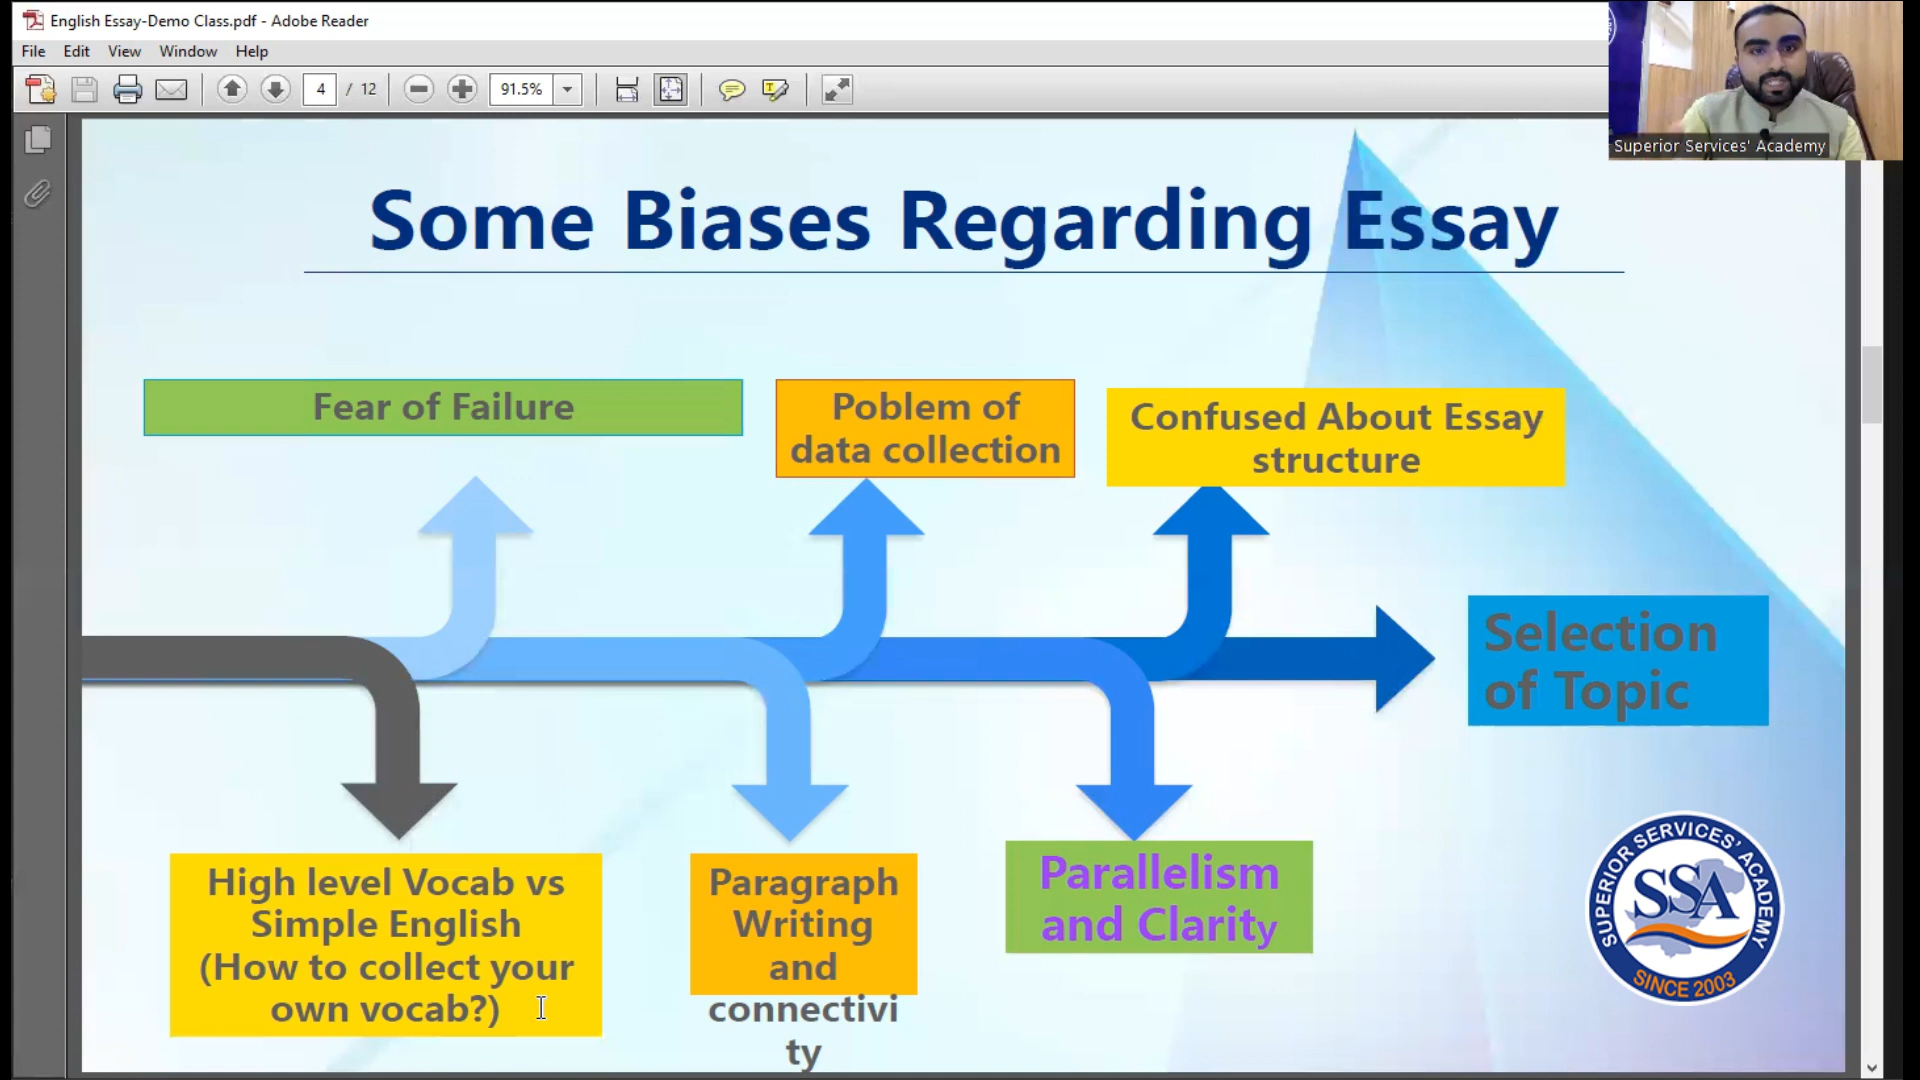 English Essay-Demo Class.pdf - Adobe Reader
File Edit View Window Help
4 / 12 91.5%
Superior Services' Academy
Some Biases Regarding Essay
Fear of Failure
Poblem of
data collection
Confused About Essay
structure
Selection
of Topic
High level Vocab vs
Simple English
(How to collect your
own vocab?)
Paragraph
Writing
and
connectivi
ty
Parallelism
and Clarity
SUPERIOR SERVICES' ACADEMY
SSA
SINCE 2003